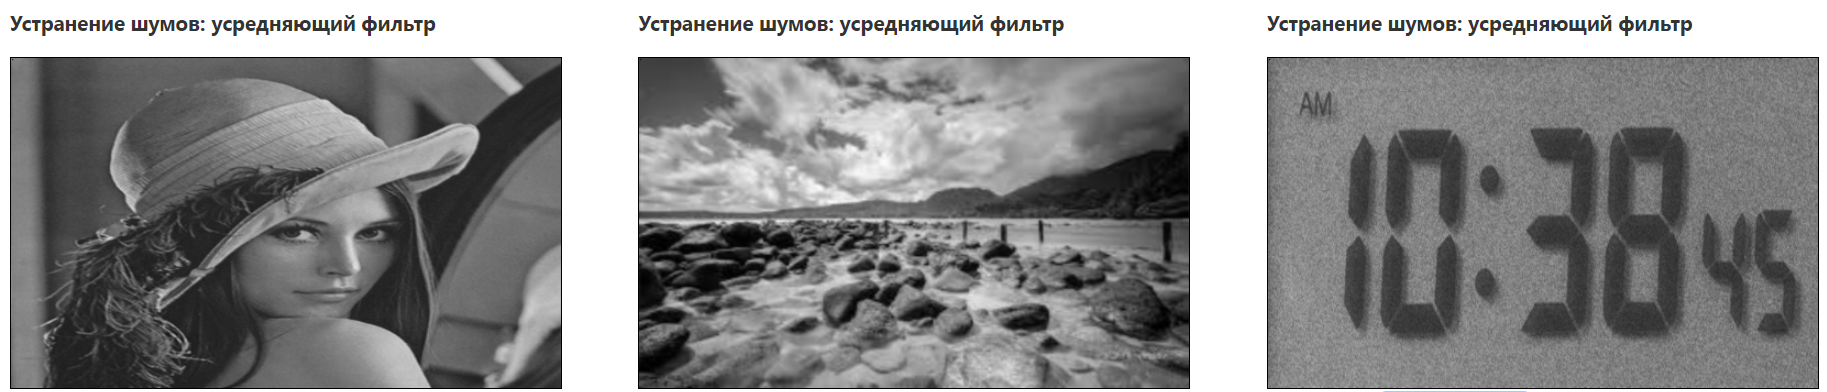 Устранение шумов: усредняющий фильтр
Устранение шумов: усредняющий фильтр
Устранение шумов: усредняющий фильтр
AM
10:38 45